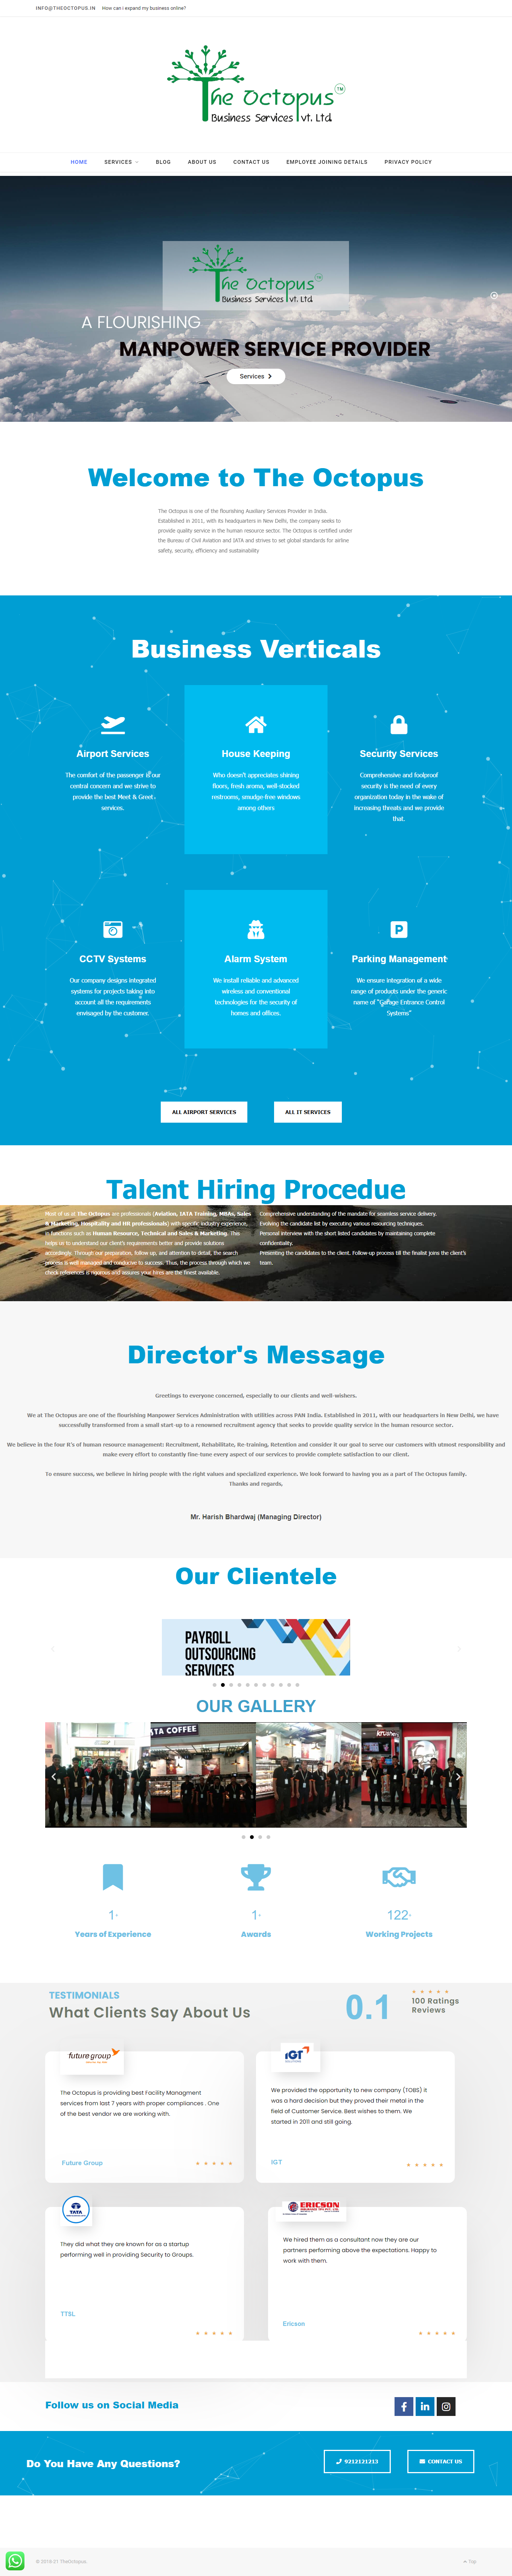 INFO@THEOCTOPUS.IN How can i expand my business online?
The Octopus TM
Business Services vt. Ltd.
HOME SERVICES BLOG ABOUT US CONTACT US EMPLOYEE JOINING DETAILS PRIVACY POLICY
The Octopus TM
Business Services vt. Ltd.
A FLOURISHING
MANPOWER SERVICE PROVIDER
Services
Welcome to The Octopus
The Octopus is one of the flourishing Auxiliary Services Provider in India.
Established in 2011, with its headquarters in New Delhi, the company seeks to
provide quality service in the human resource sector. The Octopus is certified under
the Bureau of Civil Aviation and IATA and strives to set global standards for airline
safety, security, efficiency and sustainability
Business Verticals
Airport Services
The comfort of the passenger is our
central concern and we strive to
provide the best Meet & Greet
services.
House Keeping
Who doesn't appreciates shining
floors, fresh aroma, well-stocked
restrooms, smudge-free windows
among others
Security Services
Comprehensive and foolproof
security is the need of every
organization today in the wake of
increasing threats and we provide
that.
CCTV Systems
Our company designs integrated
systems for projects taking into
account all the requirements
envisaged by the customer.
Alarm System
We install reliable and advanced
wireless and conventional
technologies for the security of
homes and offices.
Parking Management
We ensure integration of a wide
range of products under the generic
name of "Garage Entrance Control
Systems"
ALL AIRPORT SERVICES ALL IT SERVICES
Talent Hiring Procedue
Most of us at The Octopus are professionals (Aviation, IATA Training, MBAs, Sales
& Marketing, Hospitality and HR professionals) with specific industry experience,
in functions such as Human Resource, Technical and Sales & Marketing. This
helps us to understand our client's requirements better and provide solutions
accordingly. Through our preparation, follow up, and attention to detail, the search
process is well managed and conducive to success. Thus, the process through which we
check references is rigorous and assures your hires are the finest available.
Comprehensive understanding of the mandate for seamless service delivery.
Evolving the candidate list by executing various resourcing techniques.
Personal interview with the short listed candidates by maintaining complete
confidentiality.
Presenting the candidates to the client. Follow-up process till the finalist joins the client's
team.
Director's Message
Greetings to everyone concerned, especially to our clients and well-wishers.
We at The Octopus are one of the flourishing Manpower Services Administration with utilities across PAN India. Established in 2011, with our headquarters in New Delhi, we have
successfully transformed from a small start-up to a renowned recruitment agency that seeks to provide quality service in the human resource sector.
We believe in the four R's of human resource management: Recruitment, Rehabilitate, Re-training, Retention and consider it our goal to serve our customers with utmost responsibility and
make every effort to constantly fine-tune every aspect of our services to provide complete satisfaction to our client.
To ensure success, we believe in hiring people with the right values and specialized experience. We look forward to having you as a part of The Octopus family.
Thanks and regards,
Mr. Harish Bhardwaj (Managing Director)
Our Clientele
PAYROLL
OUTSOURCING
SERVICES
OUR GALLERY
TATA COFFEE
1+
Years of Experience
1+
Awards
122+
Working Projects
TESTIMONIALS
What Clients Say About Us
0.1
100 Ratings
Reviews
future group
The Octopus is providing best Facility Managment
services from last 7 years with proper compliances . One
of the best vendor we are working with.
Future Group
IGT
We provided the opportunity to new company (TOBS) it
was a hard decision but they proved their metal in the
field of Customer Service. Best wishes to them. We
started in 2011 and still going.
IGT
TATA
They did what they are known for as a startup
performing well in providing Security to Groups.
TTSL
ERICSON
We hired them as a consultant now they are our
partners performing above the expectations. Happy to
work with them.
Ericson
Follow us on Social Media
Do You Have Any Questions?
9212121213 CONTACT US
Top